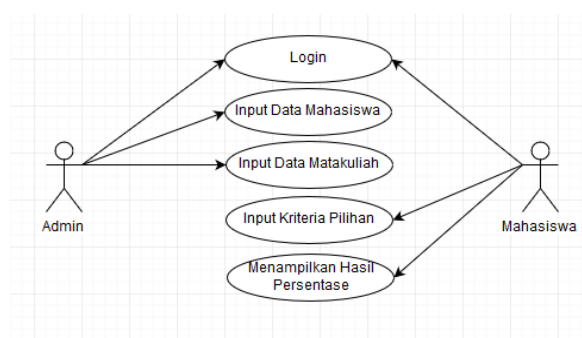 Login
Input Data Mahasiswa
Input Data Matakuliah
Input Kriteria Pilihan
Menampilkan Hasil
Persentase
Admin
Mahasiswa